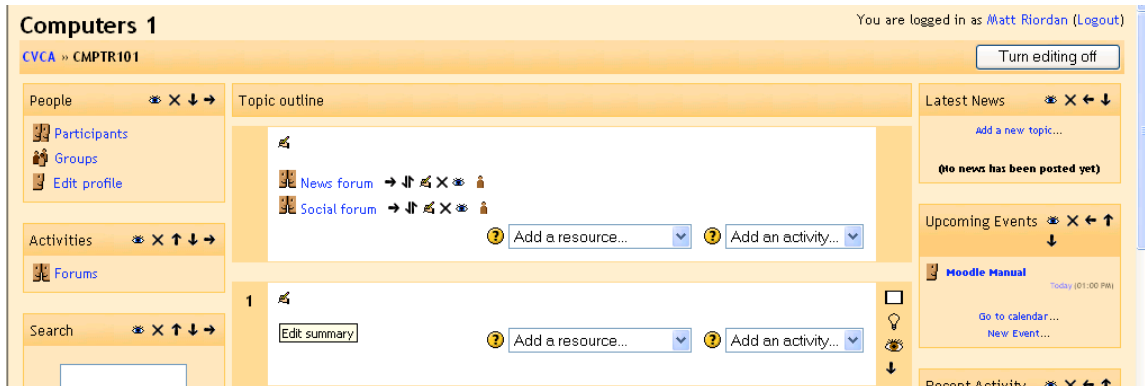 Computers 1
You are logged in as Matt Riordan (Logout)
CVCA » CMPTR101
Turn editing off
People
Participants
Groups
Edit profile
Activities
Forums
Search
Topic outline
News forum
Social forum
Add a resource...
Add an activity...
1
Edit summary
Add a resource...
Add an activity...
Latest News
Add a new topic...
(No news has been posted yet)
Upcoming Events
Moodle Manual
Today (01:00 PM)
Go to calendar...
New Event...
Recent Activity